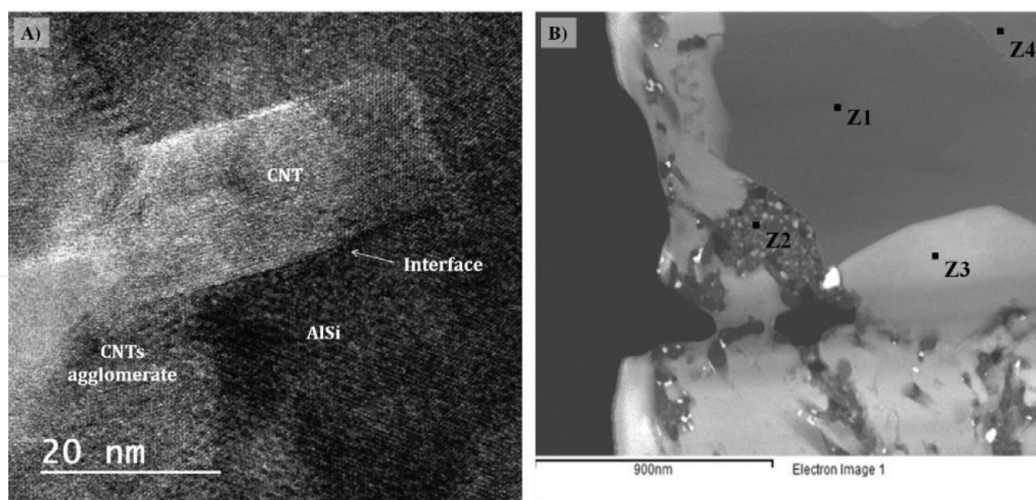 A)
CNT
Interface
AlSi
CNTs
agglomerate
20 nm
B)
Z4
Z1
Z2
Z3
900nm
Electron Image 1